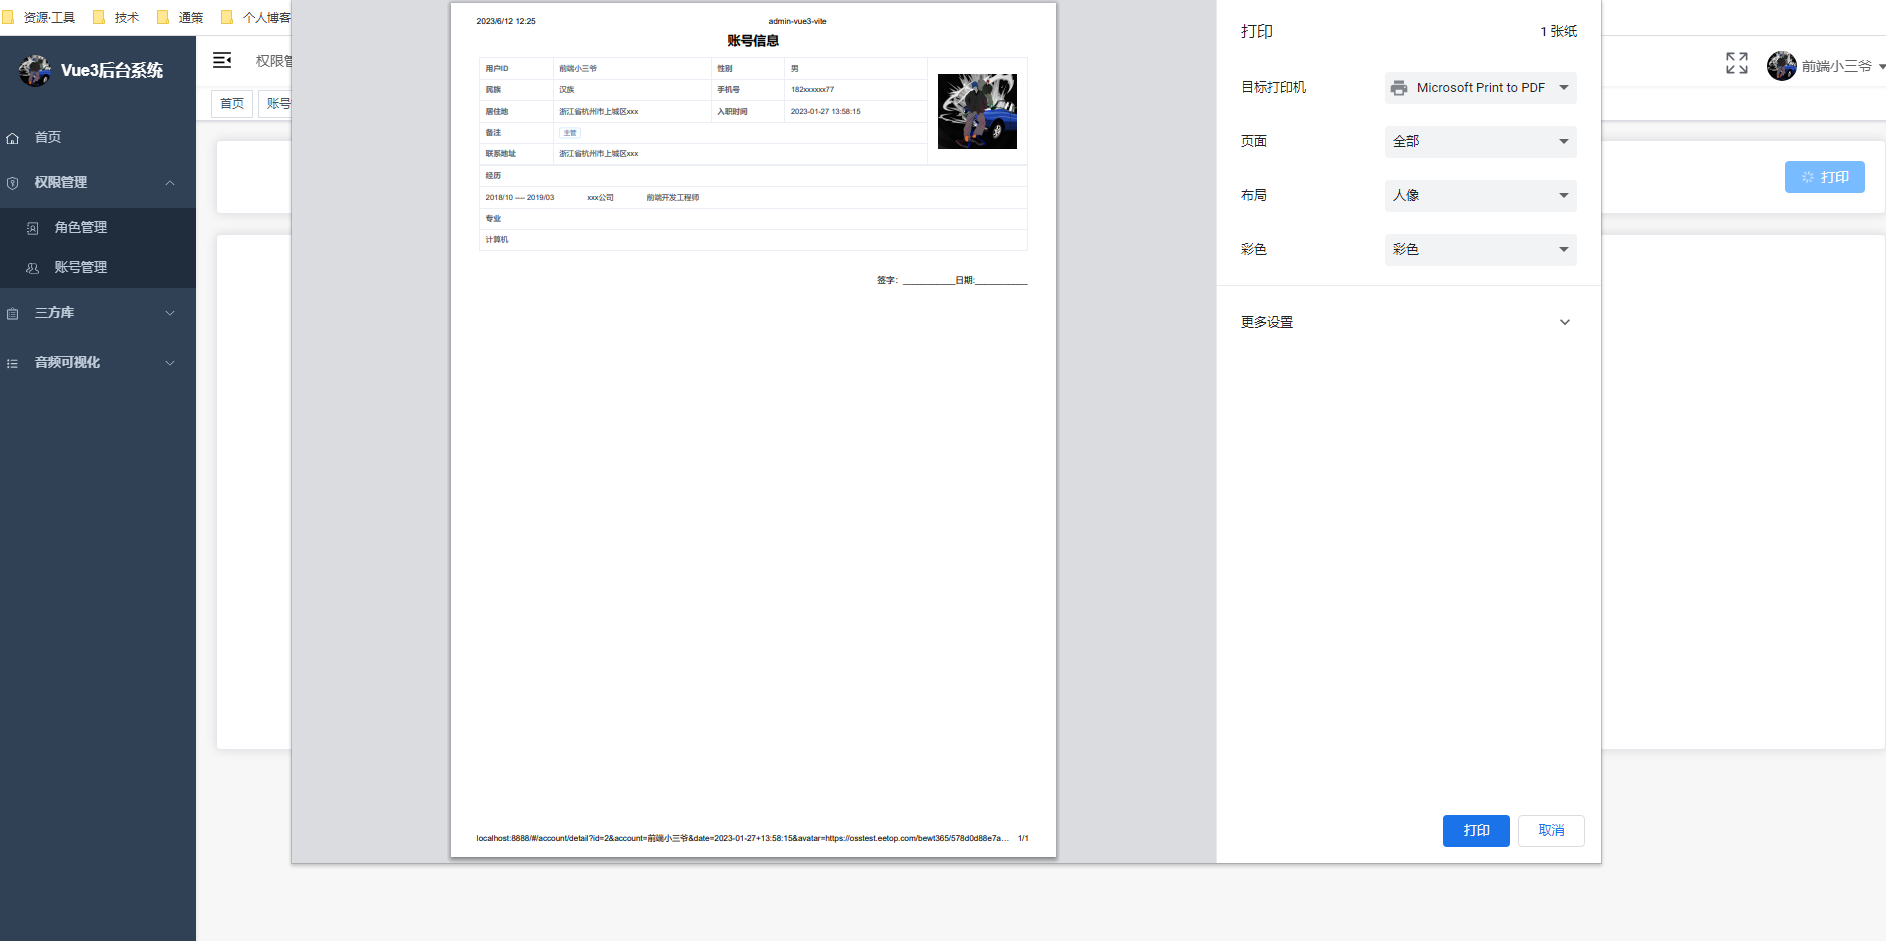 资源·工具
技术
通策
个人博客
Vue3后台系统
首页
权限管理
角色管理
账号管理
三方库
音频可视化
权限管
首页
账号
前端小三爷
打印
2023/6/12 12:25
admin-vue3-vite
账号信息
用户ID 前端小三爷 性别 男
民族 汉族 手机号 182xxxxxx77
居住地 浙江省杭州市上城区xxx 入职时间 2023-01-27 13:58:15
备注 主管
联系地址 浙江省杭州市上城区xxx
经历
2018/10 ---- 2019/03 xxx公司 前端开发工程师
专业
计算机
签字：____________日期:____________
localhost:8888/#/account/detail?id=2&account=前端小三爷&date=2023-01-27+13:58:15&avatar=https://osstest.eetop.com/bewt365/578d0d88e7a... 1/1
打印 1 张纸
目标打印机 Microsoft Print to PDF
页面 全部
布局 人像
彩色 彩色
更多设置
打印 取消